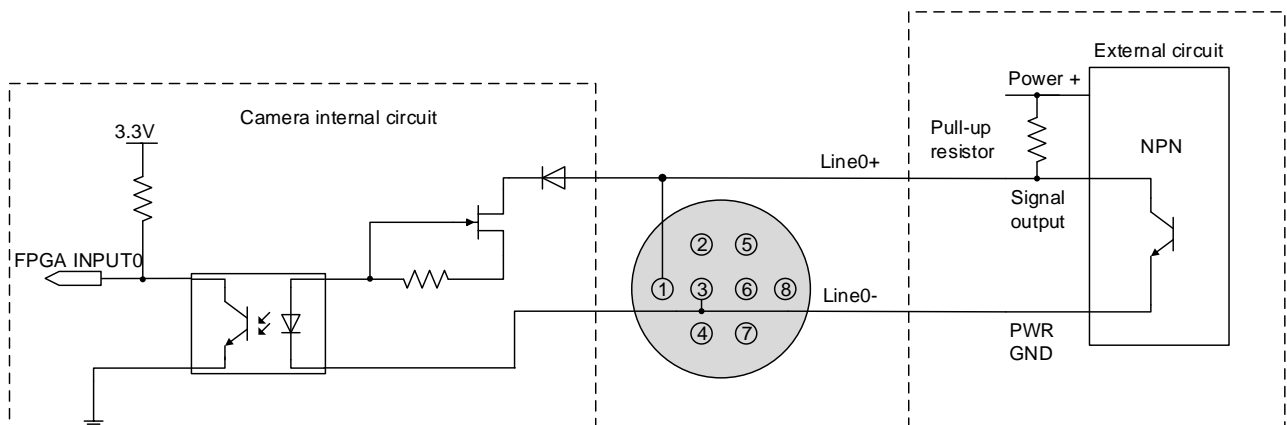 External circuit
Power +
Camera internal circuit
3.3V
Pull-up
resistor
NPN
Line0+
Signal
output
FPGA INPUT0
2 5
1 3 6 8
Line0-
4 7
PWR
GND